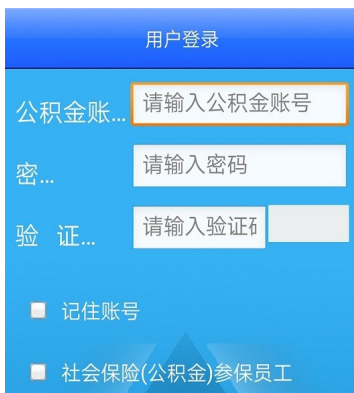 用户登录
公积金账... 请输入公积金账号
密... 请输入密码
验 证... 请输入验证码
记住账号
社会保险(公积金)参保员工